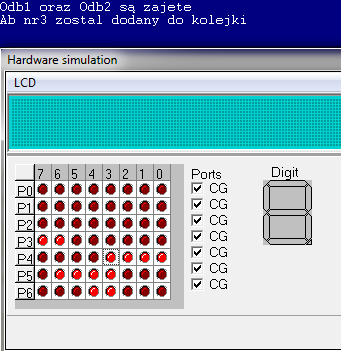 Odb1 oraz Odb2 są zajete
Ab nr3 zostal dodany do kolejki
Hardware simulation
LCD
7 6 5 4 3 2 1 0
Ports
Digit
P0
P1
P2
P3
P4
P5
P6
CG
CG
CG
CG
CG
CG
CG